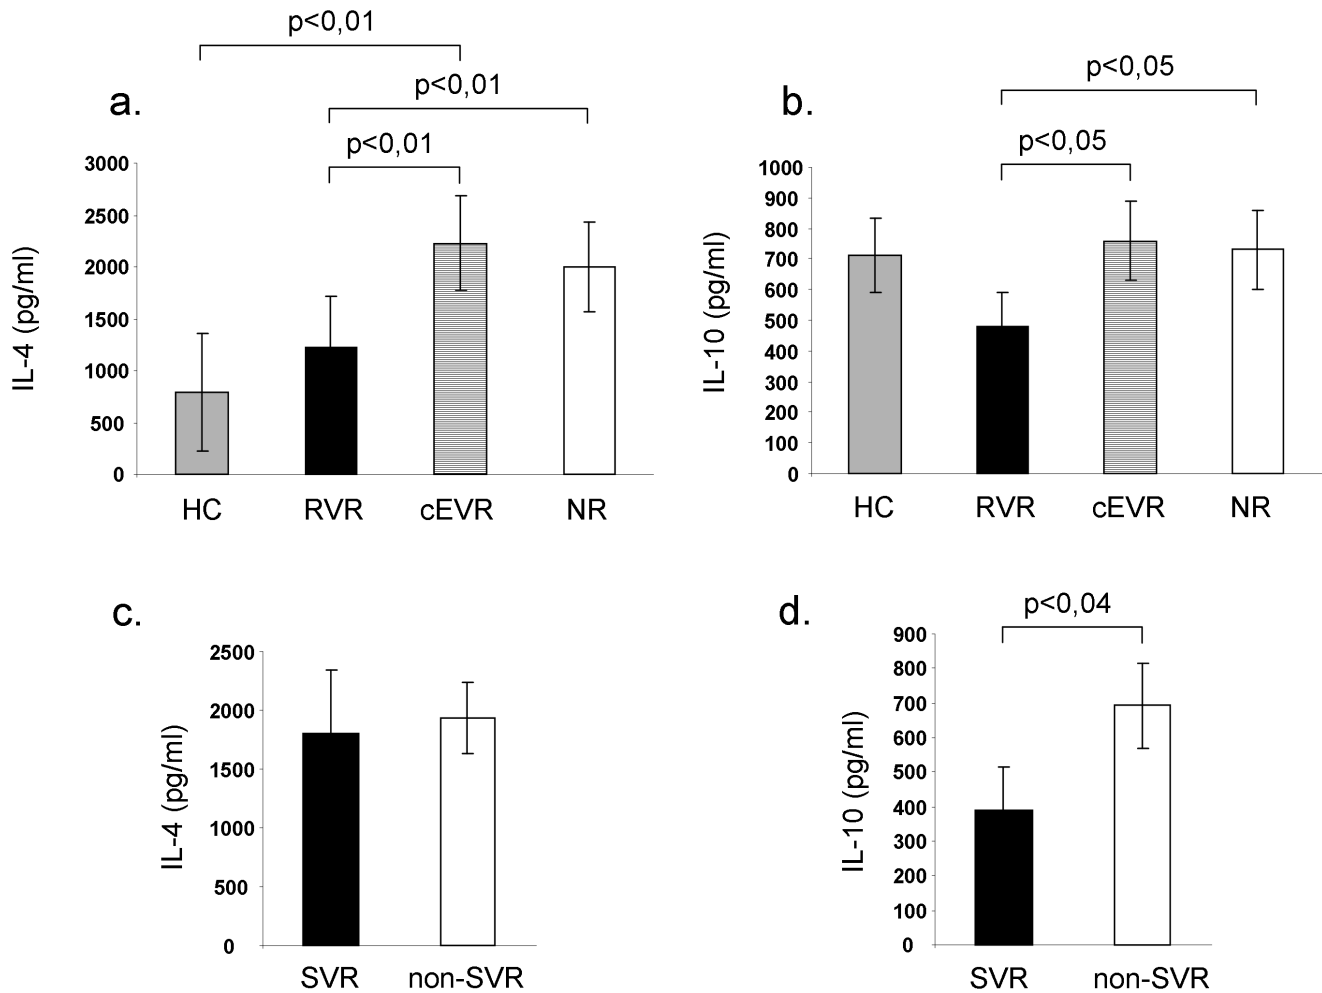 a.
p<0,01
p<0,01
p<0,01
IL-4 (pg/ml)
3000
2500
2000
1500
1000
500
0
HC RVR cEVR NR
b.
p<0,05
p<0,05
IL-10 (pg/ml)
1000
900
800
700
600
500
400
300
200
100
0
HC RVR cEVR NR
c.
IL-4 (pg/ml)
2500
2000
1500
1000
500
0
SVR non-SVR
d.
p<0,04
IL-10 (pg/ml)
900
800
700
600
500
400
300
200
100
0
SVR non-SVR